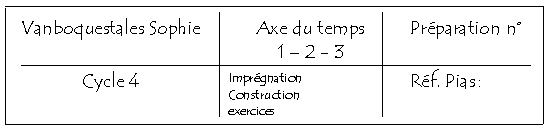 Vanboquestales Sophie
Axe du temps
1 – 2 - 3
Préparation n°
Cycle 4
Imprégnation
Construction
exercices
Réf. Pias: